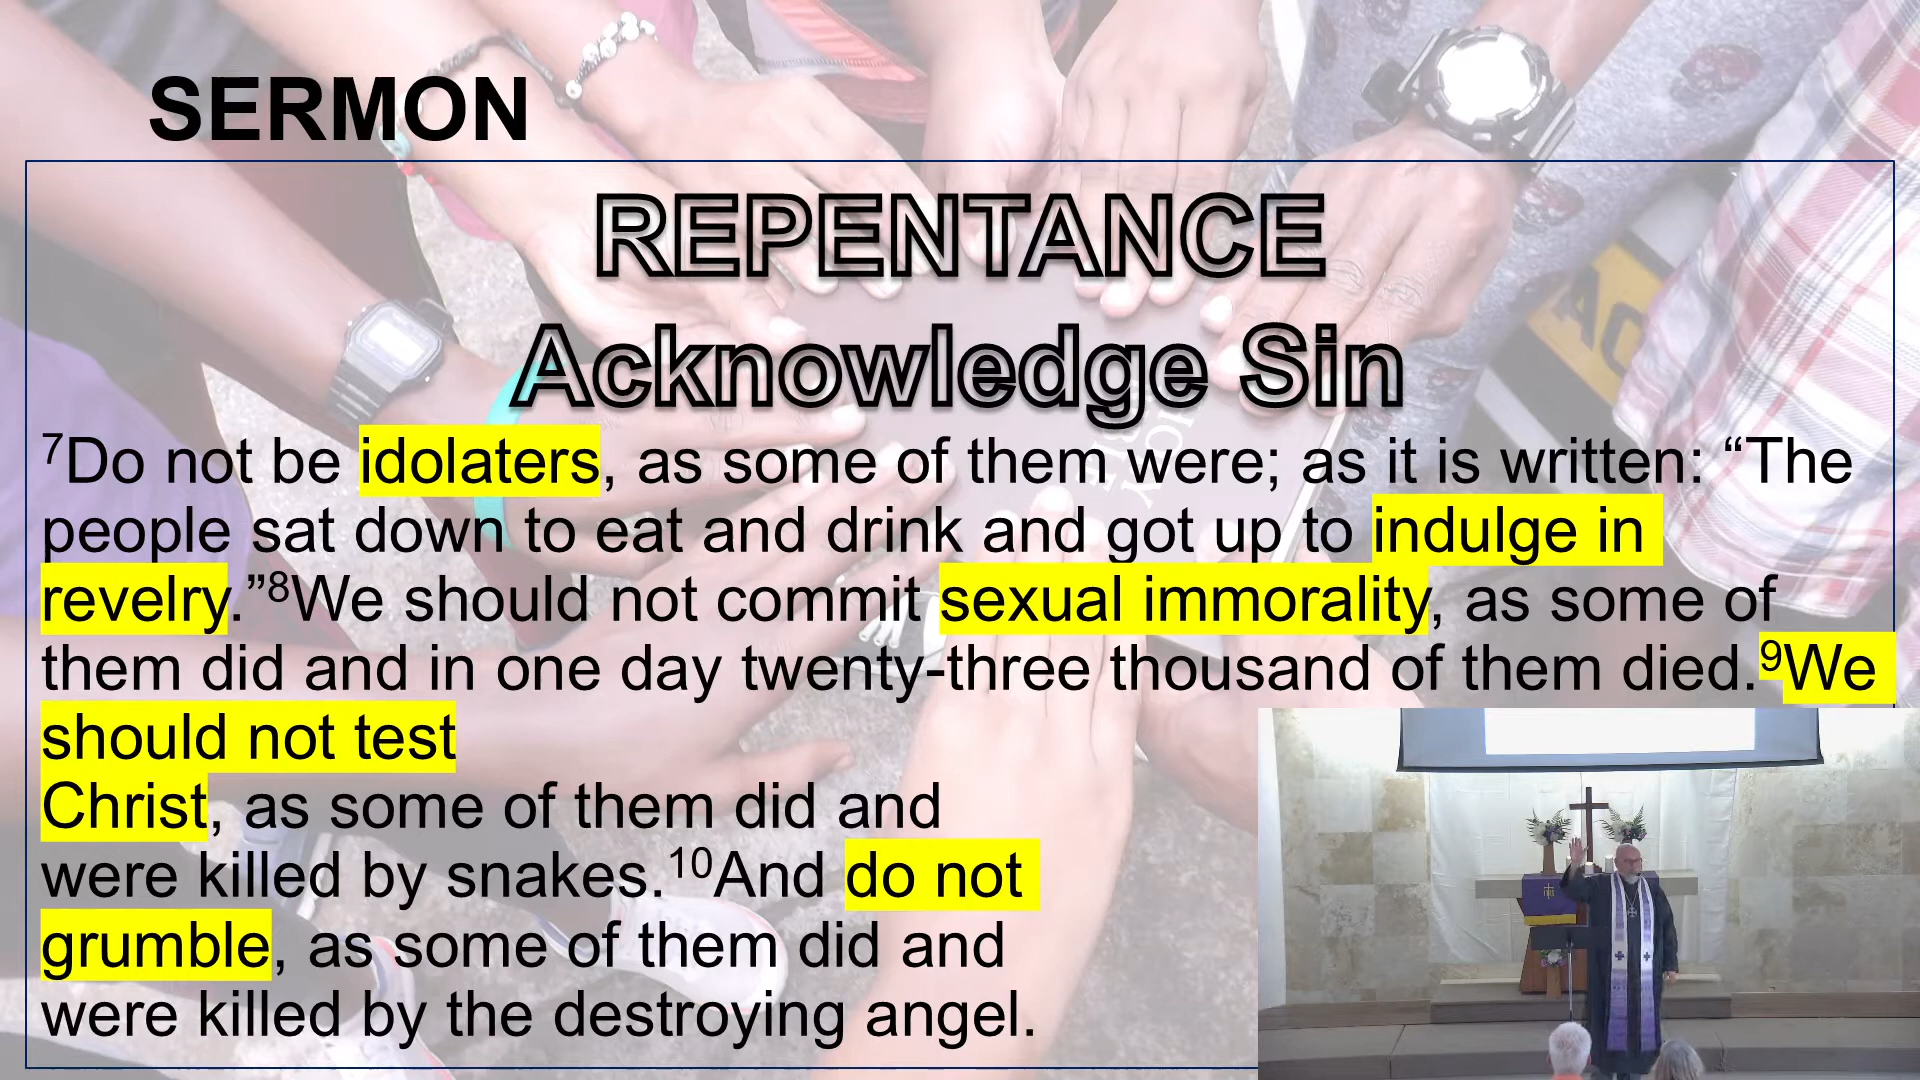 SERMON
REPENTANCE
Acknowledge Sin
⁷Do not be idolaters, as some of them were; as it is written: “The
people sat down to eat and drink and got up to indulge in
revelry.”⁸We should not commit sexual immorality, as some of
them did and in one day twenty-three thousand of them died.⁹We
should not test
Christ, as some of them did and
were killed by snakes.¹⁰And do not
grumble, as some of them did and
were killed by the destroying angel.